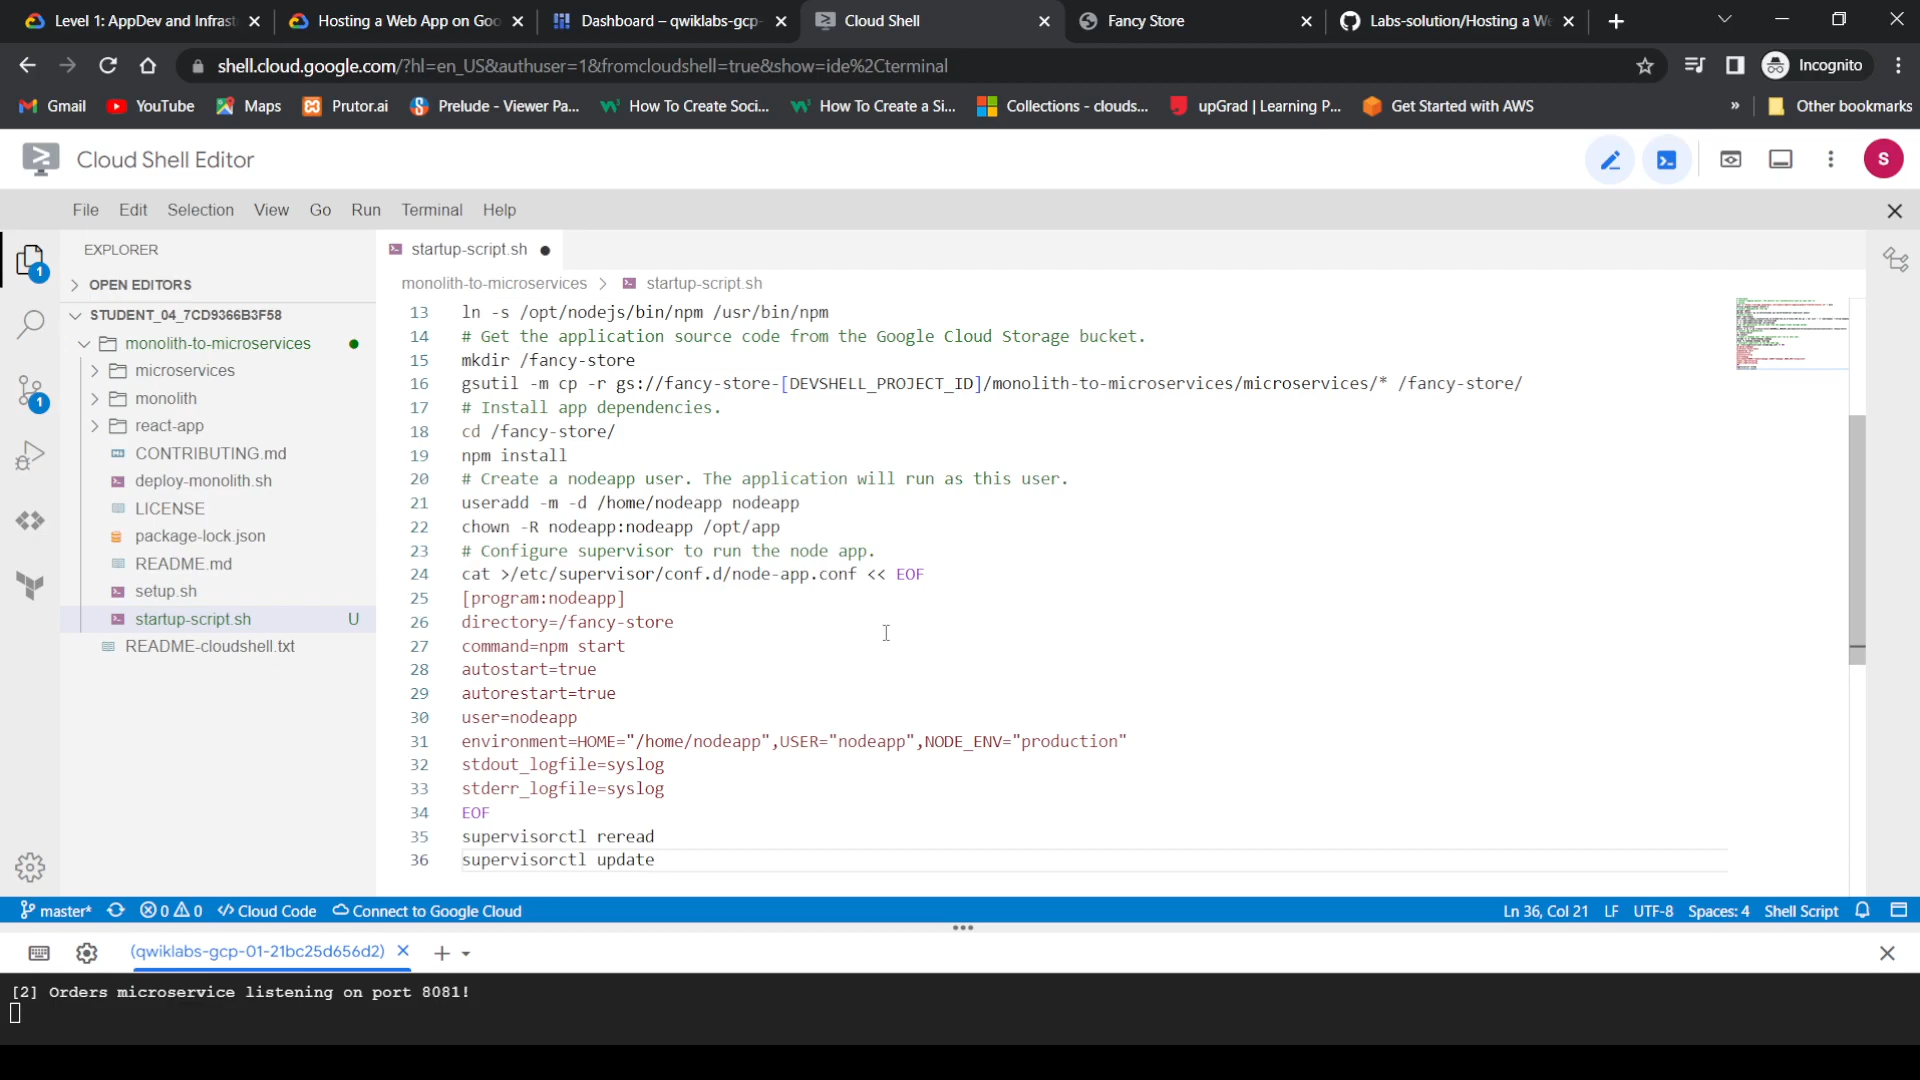 Level 1: AppDev and Infrast
Hosting a Web App on Goo
Dashboard – qwiklabs-gcp-
Cloud Shell
Fancy Store
Labs-solution/Hosting a We
shell.cloud.google.com/?hl=en_US&authuser=1&fromcloudshell=true&show=ide%2Cterminal
Incognito
Gmail
YouTube
Maps
Prutor.ai
Prelude - Viewer Pa...
How To Create Soci...
How To Create a Si...
Collections - clouds...
upGrad | Learning P...
Get Started with AWS
»
Other bookmarks
Cloud Shell Editor
S
File Edit Selection View Go Run Terminal Help
EXPLORER
OPEN EDITORS
STUDENT_04_7CD9366B3F58
monolith-to-microservices
microservices
monolith
react-app
CONTRIBUTING.md
deploy-monolith.sh
LICENSE
package-lock.json
README.md
setup.sh
startup-script.sh U
README-cloudshell.txt
1
1
startup-script.sh
monolith-to-microservices > startup-script.sh
13 ln -s /opt/nodejs/bin/npm /usr/bin/npm
14 # Get the application source code from the Google Cloud Storage bucket.
15 mkdir /fancy-store
16 gsutil -m cp -r gs://fancy-store-[DEVSHELL_PROJECT_ID]/monolith-to-microservices/microservices/* /fancy-store/
17 # Install app dependencies.
18 cd /fancy-store/
19 npm install
20 # Create a nodeapp user. The application will run as this user.
21 useradd -m -d /home/nodeapp nodeapp
22 chown -R nodeapp:nodeapp /opt/app
23 # Configure supervisor to run the node app.
24 cat >/etc/supervisor/conf.d/node-app.conf << EOF
25 [program:nodeapp]
26 directory=/fancy-store
27 command=npm start
28 autostart=true
29 autorestart=true
30 user=nodeapp
31 environment=HOME="/home/nodeapp",USER="nodeapp",NODE_ENV="production"
32 stdout_logfile=syslog
33 stderr_logfile=syslog
34 EOF
35 supervisorctl reread
36 supervisorctl update
master* 0 0 Cloud Code Connect to Google Cloud
Ln 36, Col 21 LF UTF-8 Spaces: 4 Shell Script
(qwiklabs-gcp-01-21bc25d656d2)
[2] Orders microservice listening on port 8081!